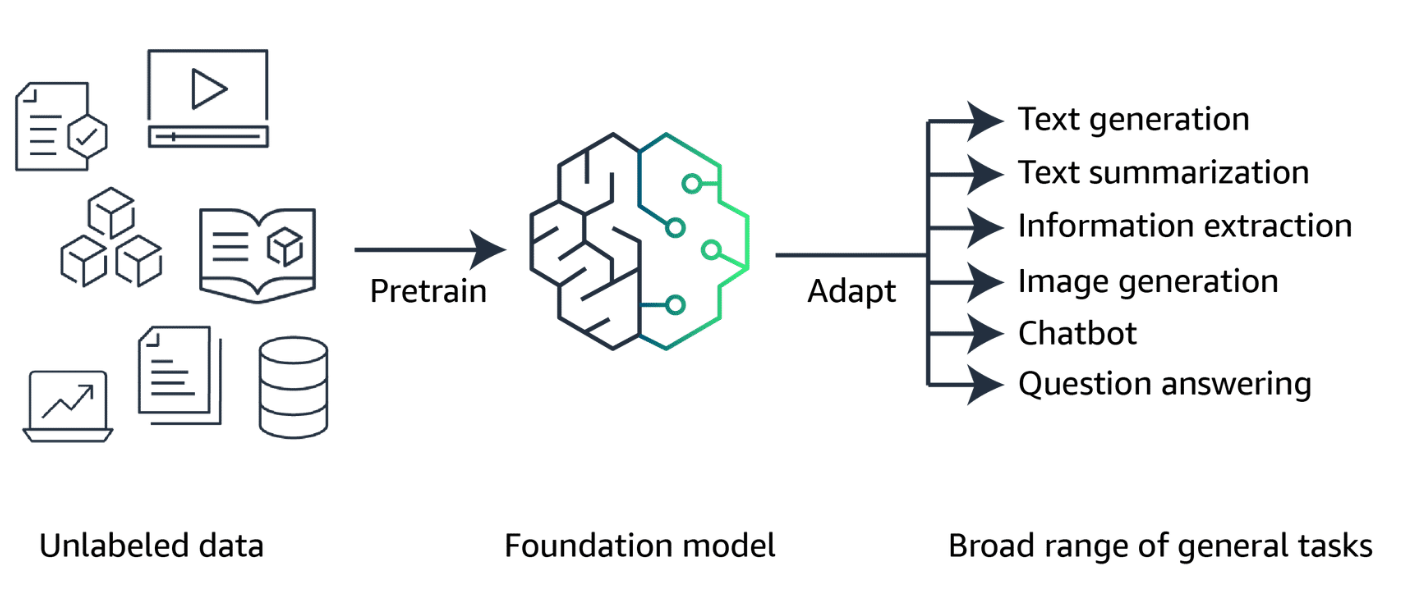 Pretrain
Adapt
Text generation
Text summarization
Information extraction
Image generation
Chatbot
Question answering
Unlabeled data
Foundation model
Broad range of general tasks